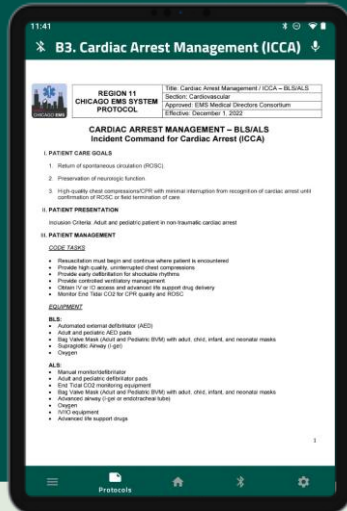 11:41
B3. Cardiac Arrest Management (ICCA)
CHICAGO EMS
REGION 11
CHICAGO EMS SYSTEM
PROTOCOL
Title: Cardiac Arrest Management / ICCA – BLS/ALS
Section: Cardiovascular
Approved: EMS Medical Directors Consortium
Effective: December 1, 2022
CARDIAC ARREST MANAGEMENT – BLS/ALS
Incident Command for Cardiac Arrest (ICCA)
I. PATIENT CARE GOALS
1. Return of spontaneous circulation (ROSC)
2. Preservation of neurologic function
3. High-quality chest compressions/CPR with minimal interruption from recognition of cardiac arrest until
confirmation of ROSC or field termination of care
II. PATIENT PRESENTATION
Inclusion Criteria: Adult and pediatric patient in non-traumatic cardiac arrest
III. PATIENT MANAGEMENT
CODE TASKS
• Resuscitation must begin and continue where patient is encountered
• Provide high quality, uninterrupted chest compressions
• Provide early defibrillation for shockable rhythms
• Provide controlled ventilatory management
• Obtain IV or IO access and advanced life support drug delivery
• Monitor End Tidal CO2 for CPR quality and ROSC
EQUIPMENT
BLS:
• Automated external defibrillator (AED)
• Adult and pediatric AED pads
• Bag Valve Mask (Adult and Pediatric BVM) with adult, child, infant, and neonatal masks
• Supraglottic Airway (i-gel)
• Oxygen
ALS:
• Manual monitor/defibrillator
• Adult and pediatric defibrillator pads
• End Tidal CO2 monitoring equipment
• Bag Valve Mask (Adult and Pediatric BVM) with adult, child, infant, and neonatal masks
• Advanced airway (i-gel or endotracheal tube)
• Oxygen
• IV/IO equipment
• Advanced life support drugs
1
Protocols